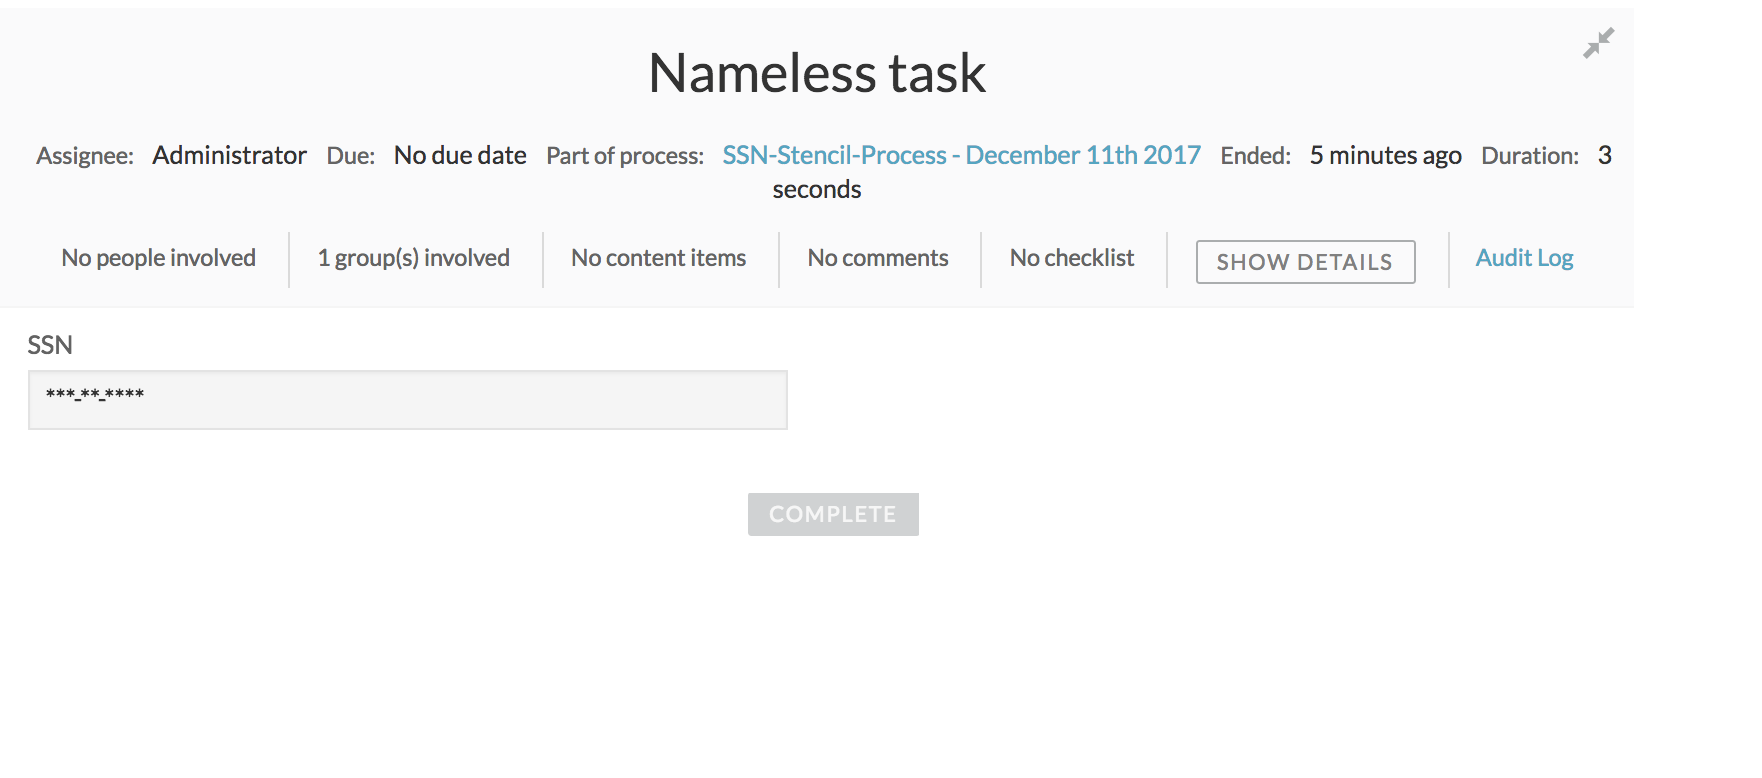 Nameless task
Assignee: Administrator Due: No due date Part of process: SSN-Stencil-Process - December 11th 2017 Ended: 5 minutes ago Duration: 3
seconds
No people involved 1 group(s) involved No content items No comments No checklist SHOW DETAILS Audit Log
SSN
***-**-****
COMPLETE